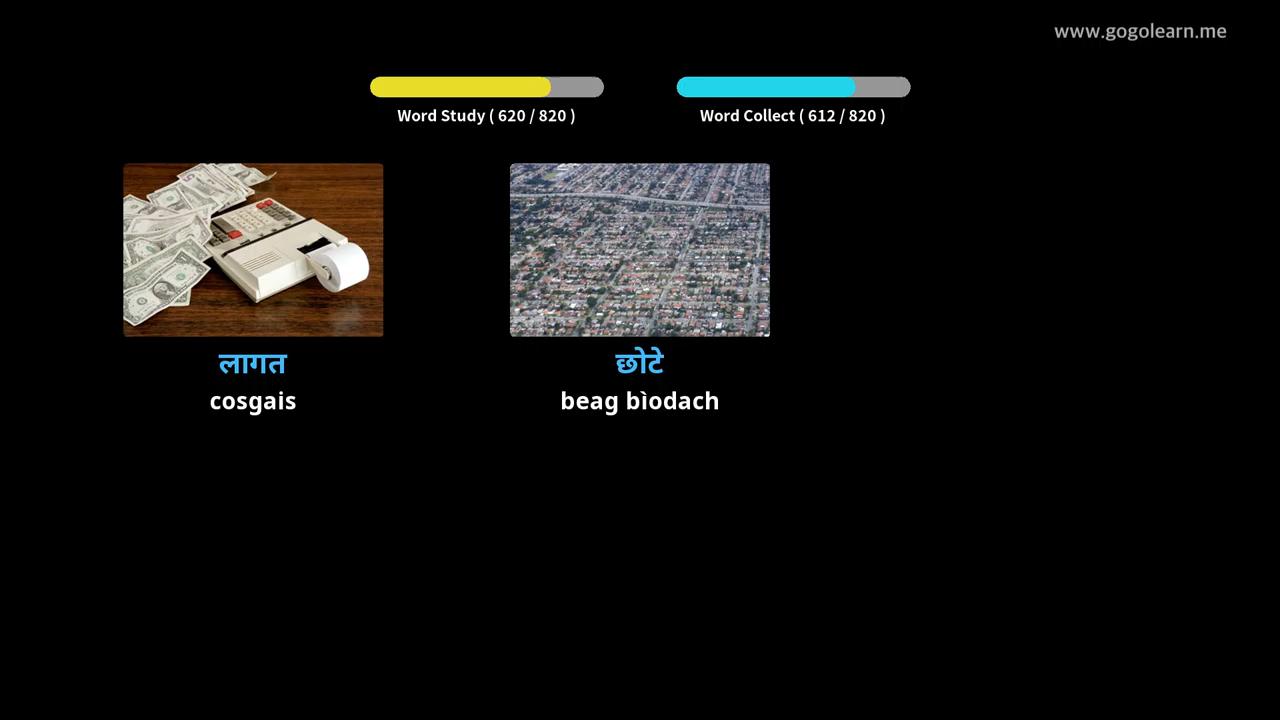 www.gogolearn.me
Word Study ( 620 / 820 )
Word Collect ( 612 / 820 )
लागत
cosgais
छोटे
beag bìodach